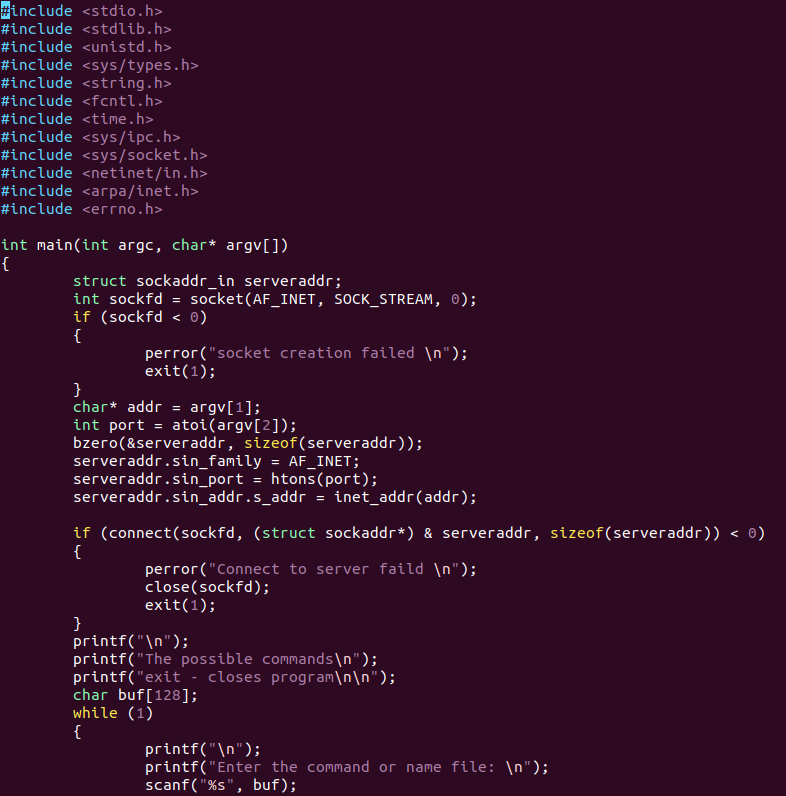 #include <stdio.h>
#include <stdlib.h>
#include <unistd.h>
#include <sys/types.h>
#include <string.h>
#include <fcntl.h>
#include <time.h>
#include <sys/ipc.h>
#include <sys/socket.h>
#include <netinet/in.h>
#include <arpa/inet.h>
#include <errno.h>

int main(int argc, char* argv[])
{
        struct sockaddr_in serveraddr;
        int sockfd = socket(AF_INET, SOCK_STREAM, 0);
        if (sockfd < 0)
        {
                perror("socket creation failed \n");
                exit(1);
        }
        char* addr = argv[1];
        int port = atoi(argv[2]);
        bzero(&serveraddr, sizeof(serveraddr));
        serveraddr.sin_family = AF_INET;
        serveraddr.sin_port = htons(port);
        serveraddr.sin_addr.s_addr = inet_addr(addr);

        if (connect(sockfd, (struct sockaddr*) & serveraddr, sizeof(serveraddr)) < 0)
        {
                perror("Connect to server faild \n");
                close(sockfd);
                exit(1);
        }
        printf("\n");
        printf("The possible commands\n");
        printf("exit - closes program\n\n");
        char buf[128];
        while (1)
        {
                printf("\n");
                printf("Enter the command or name file: \n");
                scanf("%s", buf);